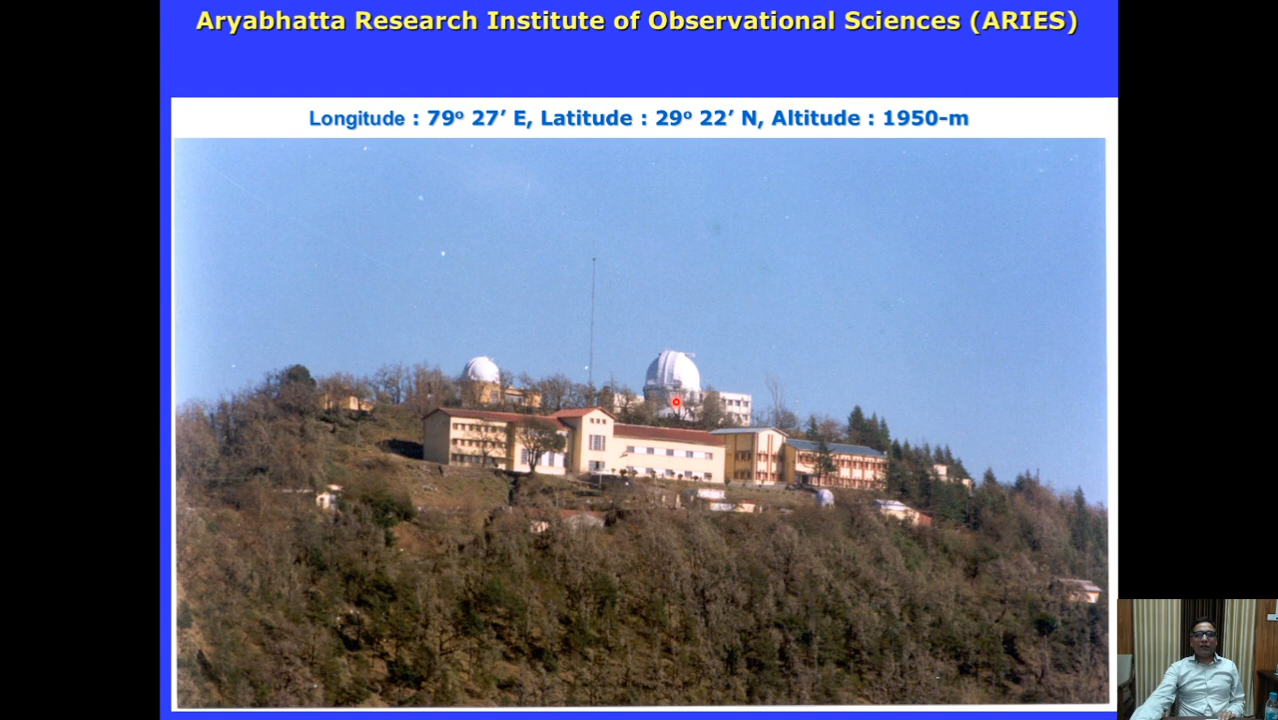 Aryabhatta Research Institute of Observational Sciences (ARIES)
Longitude : 79º 27’ E, Latitude : 29º 22’ N, Altitude : 1950-m